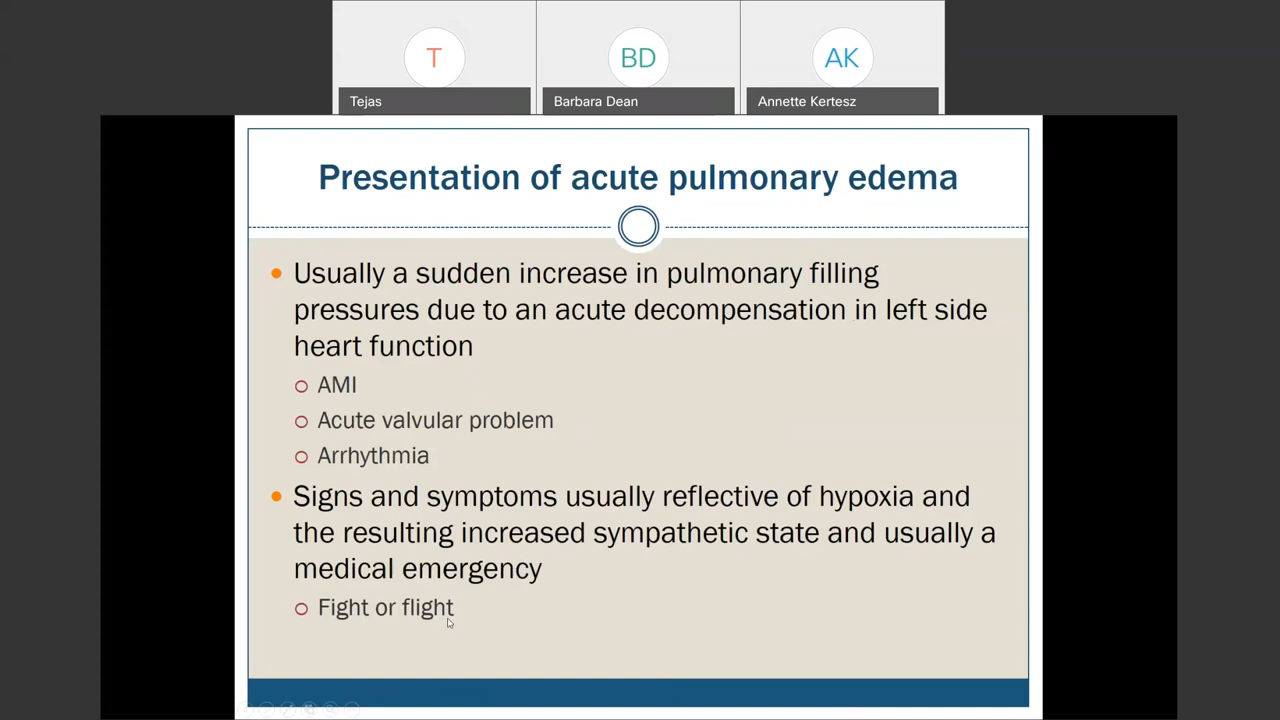 T
BD
AK
Tejas
Barbara Dean
Annette Kertesz
Presentation of acute pulmonary edema
Usually a sudden increase in pulmonary filling
pressures due to an acute decompensation in left side
heart function
AMI
Acute valvular problem
Arrhythmia
Signs and symptoms usually reflective of hypoxia and
the resulting increased sympathetic state and usually a
medical emergency
Fight or flight